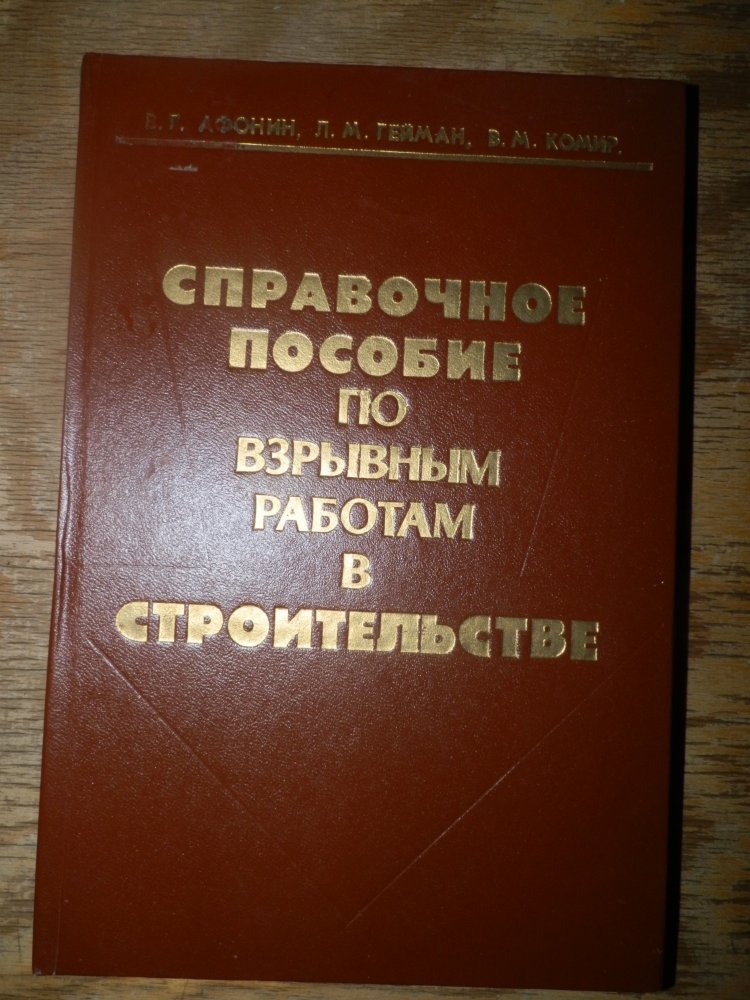 В. Г. АФОНИН, Л. М. ГЕЙМАН, В. М. КОМИР.
СПРАВОЧНОЕ
ПОСОБИЕ
ПО
ВЗРЫВНЫМ
РАБОТАМ
В
СТРОИТЕЛЬСТВЕ